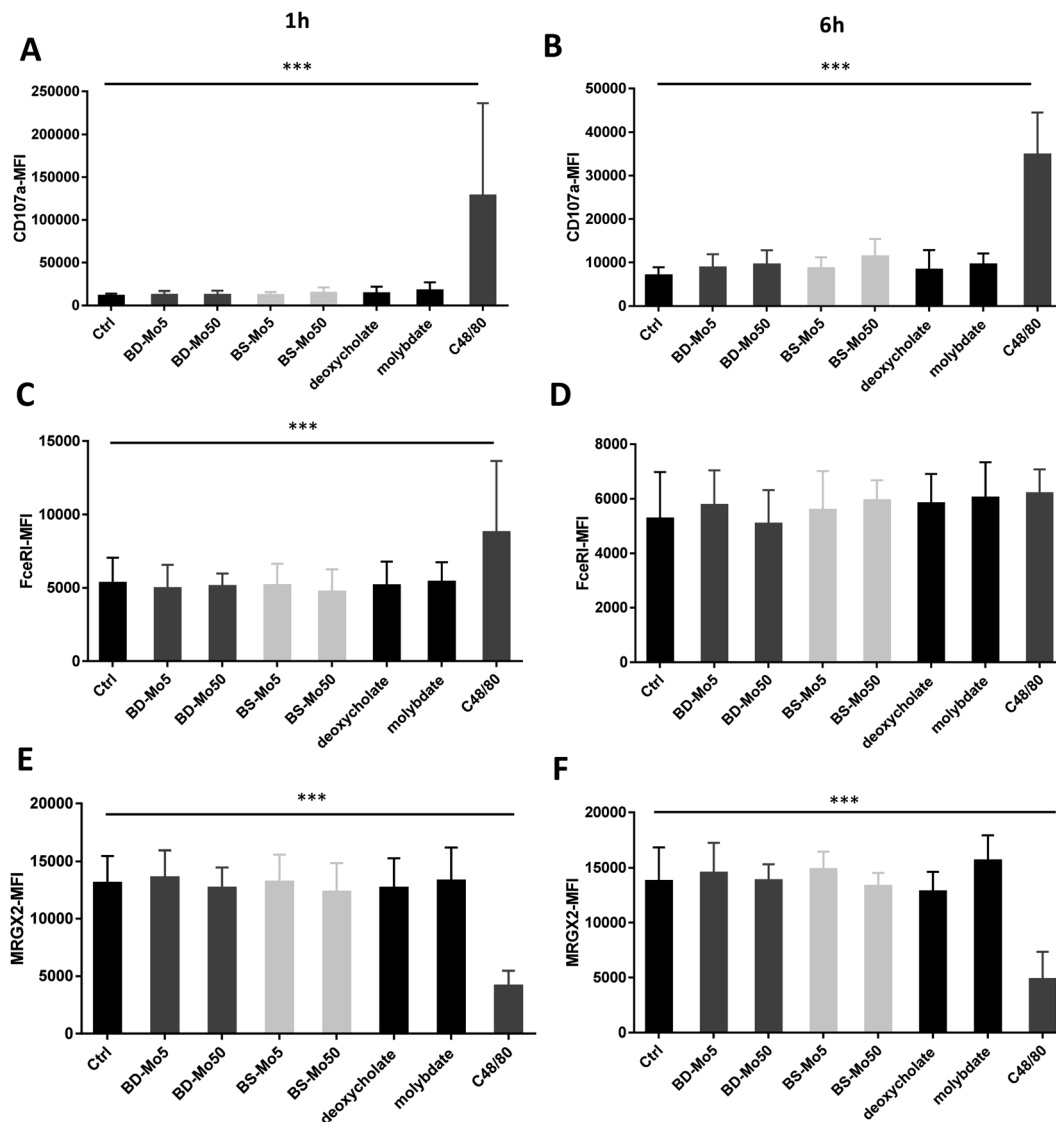 1h
6h
A
***
CD107a-MFI
250000
200000
150000
100000
50000
0
Ctrl
BD-Mo5
BD-Mo50
BS-Mo5
BS-Mo50
deoxycholate
molybdate
C48/80
B
***
CD107a-MFI
50000
40000
30000
20000
10000
0
Ctrl
BD-Mo5
BD-Mo50
BS-Mo5
BS-Mo50
deoxycholate
molybdate
C48/80
C
***
FceRI-MFI
15000
10000
5000
0
Ctrl
BD-Mo5
BD-Mo50
BS-Mo5
BS-Mo50
deoxycholate
molybdate
C48/80
D
FceRI-MFI
8000
6000
4000
2000
0
Ctrl
BD-Mo5
BD-Mo50
BS-Mo5
BS-Mo50
deoxycholate
molybdate
C48/80
E
***
MRGX2-MFI
20000
15000
10000
5000
0
Ctrl
BD-Mo5
BD-Mo50
BS-Mo5
BS-Mo50
deoxycholate
molybdate
C48/80
F
***
MRGX2-MFI
20000
15000
10000
5000
0
Ctrl
BD-Mo5
BD-Mo50
BS-Mo5
BS-Mo50
deoxycholate
molybdate
C48/80